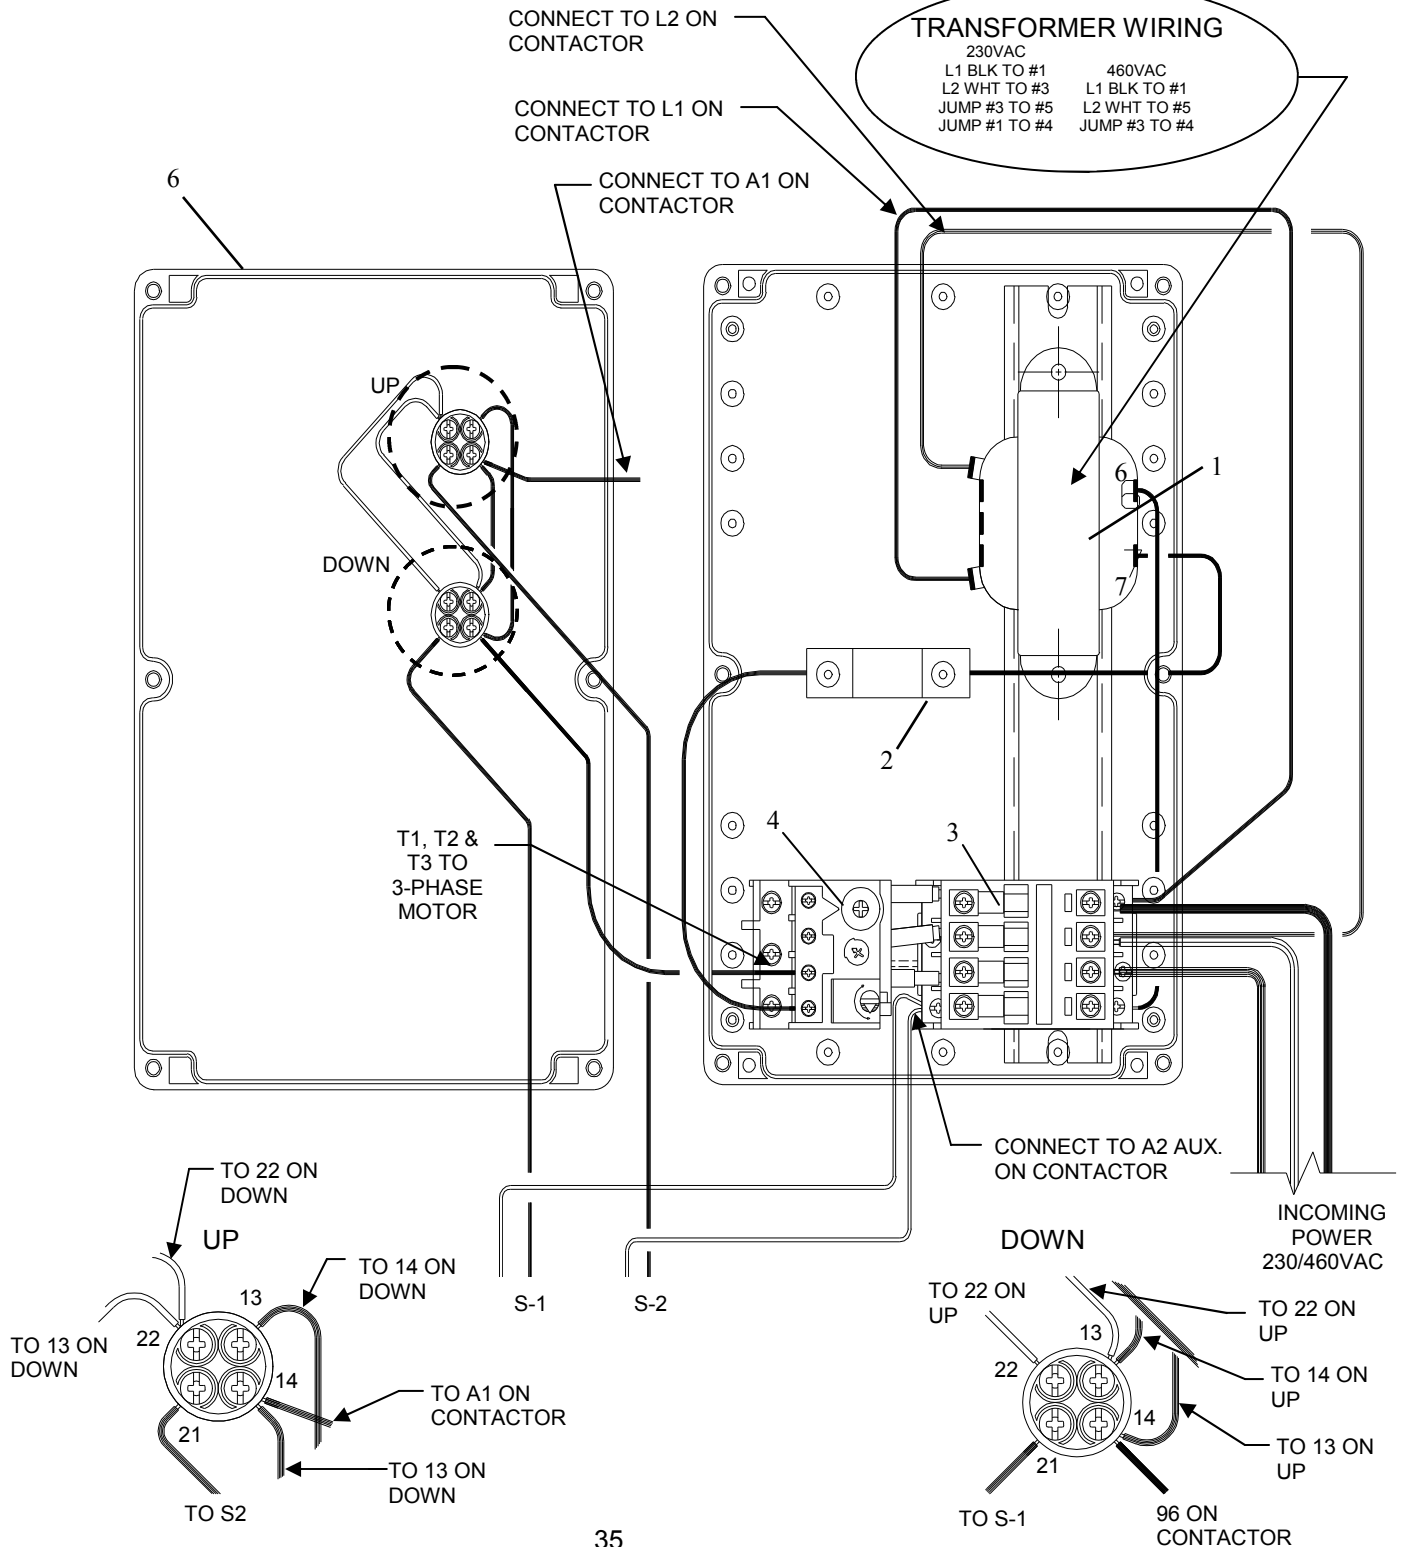 CONNECT TO L2 ON
CONTACTOR
TRANSFORMER WIRING
230VAC
L1 BLK TO #1
L2 WHT TO #3
JUMP #3 TO #5
JUMP #1 TO #4
460VAC
L1 BLK TO #1
L2 WHT TO #5
JUMP #3 TO #4
CONNECT TO L1 ON
CONTACTOR
CONNECT TO A1 ON
CONTACTOR
6
UP
DOWN
6
1
7
2
T1, T2 &
T3 TO
3-PHASE
MOTOR
4
3
CONNECT TO A2 AUX.
ON CONTACTOR
INCOMING
POWER
230/460VAC
S-1
S-2
TO 22 ON
DOWN
UP
TO 14 ON
DOWN
13
22
TO 13 ON
DOWN
14
TO A1 ON
CONTACTOR
21
TO 13 ON
DOWN
TO S2
DOWN
TO 22 ON
UP
TO 22 ON
UP
13
22
TO 14 ON
UP
14
TO 13 ON
UP
21
TO S-1
96 ON
CONTACTOR
35